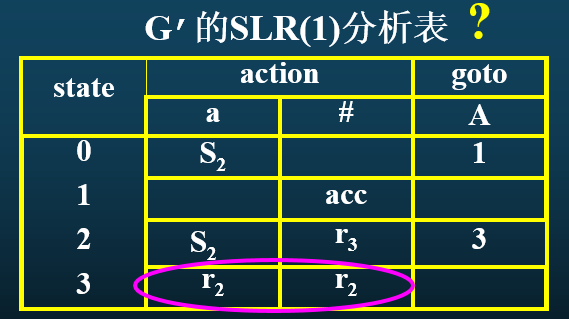 G′ 的SLR(1)分析表 ?
state action goto
a # A
0 S2 1
1 acc
2 S2 r3 3
3 r2 r2